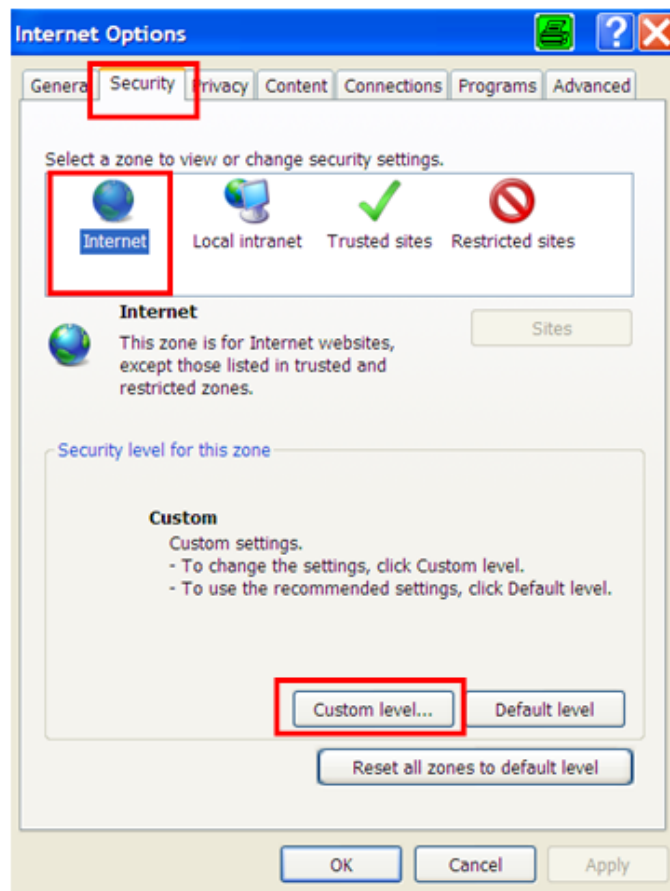 Internet Options
General Security Privacy Content Connections Programs Advanced
Select a zone to view or change security settings.
Internet Local intranet Trusted sites Restricted sites
Internet
Sites
This zone is for Internet websites,
except those listed in trusted and
restricted zones.
Security level for this zone
Custom
Custom settings.
- To change the settings, click Custom level.
- To use the recommended settings, click Default level.
Custom level... Default level
Reset all zones to default level
OK Cancel Apply